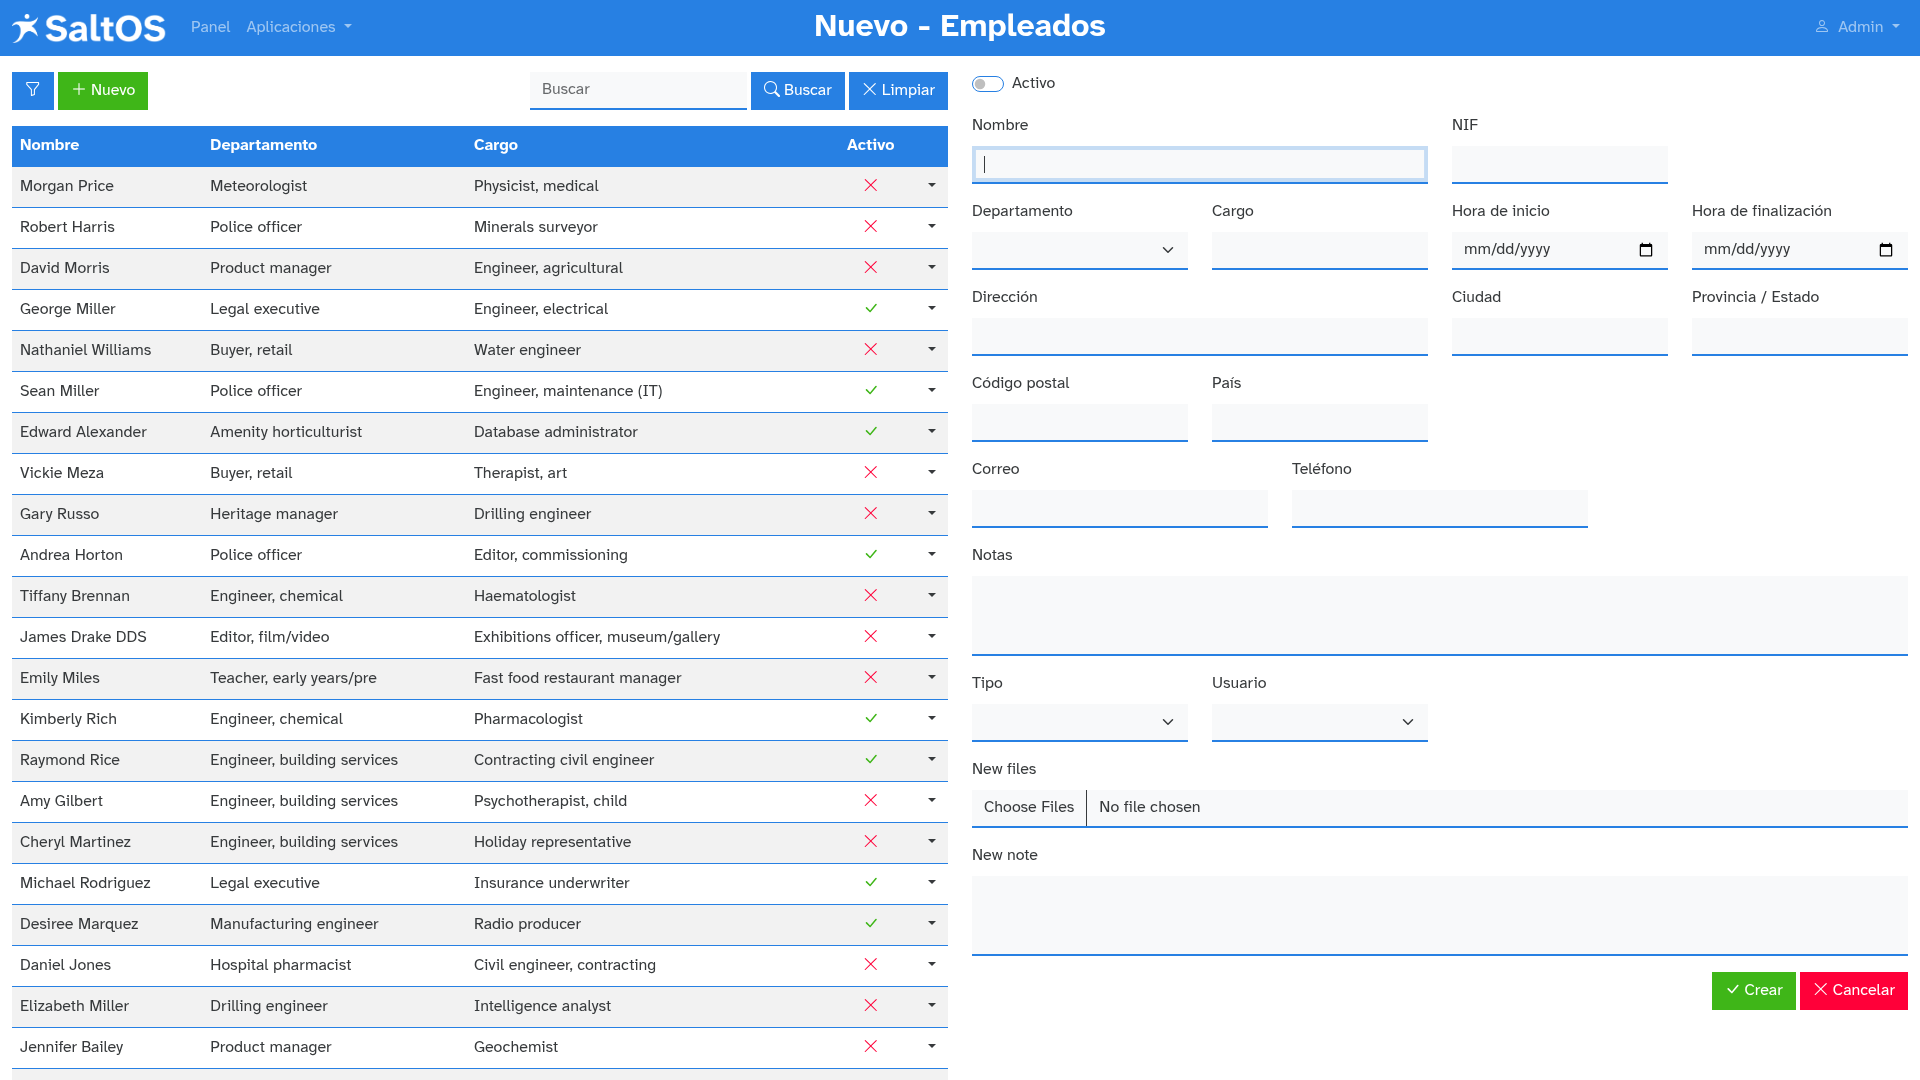 SaltOS Panel Aplicaciones Nuevo - Empleados Admin
Nuevo Buscar Buscar Limpiar
Nombre Departamento Cargo Activo
Morgan Price Meteorologist Physicist, medical
Robert Harris Police officer Minerals surveyor
David Morris Product manager Engineer, agricultural
George Miller Legal executive Engineer, electrical
Nathaniel Williams Buyer, retail Water engineer
Sean Miller Police officer Engineer, maintenance (IT)
Edward Alexander Amenity horticulturist Database administrator
Vickie Meza Buyer, retail Therapist, art
Gary Russo Heritage manager Drilling engineer
Andrea Horton Police officer Editor, commissioning
Tiffany Brennan Engineer, chemical Haematologist
James Drake DDS Editor, film/video Exhibitions officer, museum/gallery
Emily Miles Teacher, early years/pre Fast food restaurant manager
Kimberly Rich Engineer, chemical Pharmacologist
Raymond Rice Engineer, building services Contracting civil engineer
Amy Gilbert Engineer, building services Psychotherapist, child
Cheryl Martinez Engineer, building services Holiday representative
Michael Rodriguez Legal executive Insurance underwriter
Desiree Marquez Manufacturing engineer Radio producer
Daniel Jones Hospital pharmacist Civil engineer, contracting
Elizabeth Miller Drilling engineer Intelligence analyst
Jennifer Bailey Product manager Geochemist
Activo
Nombre NIF
Departamento Cargo Hora de inicio Hora de finalización
mm/dd/yyyy mm/dd/yyyy
Dirección Ciudad Provincia / Estado
Código postal País
Correo Teléfono
Notas
Tipo Usuario
New files
Choose Files No file chosen
New note
Crear Cancelar